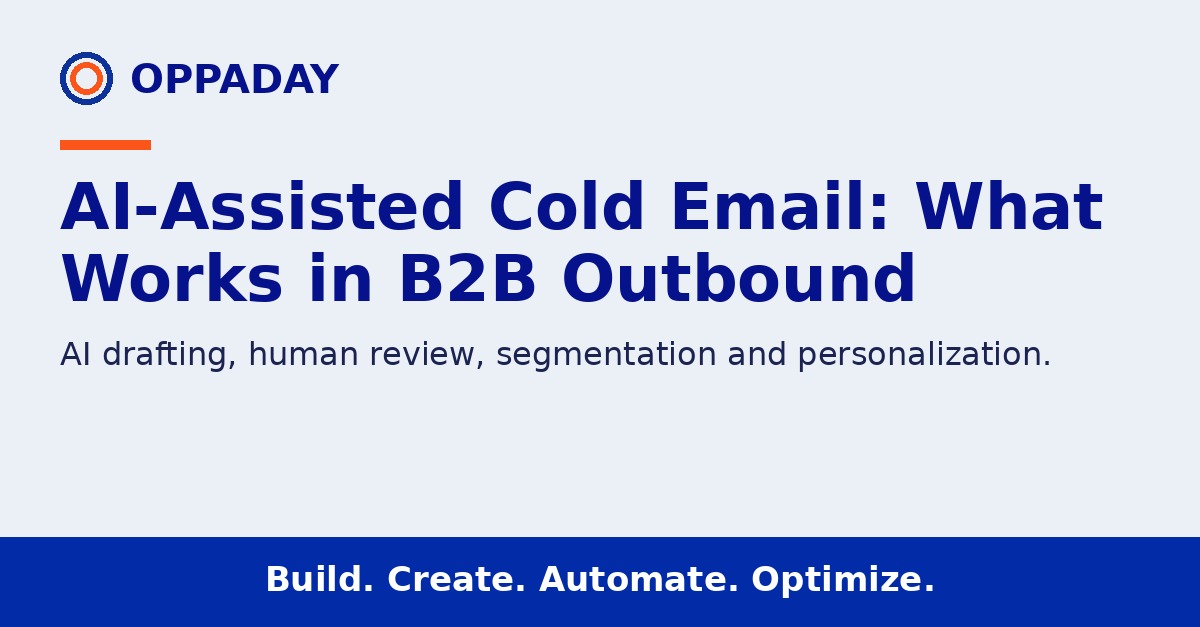 OPPADAY
AI-Assisted Cold Email: What
Works in B2B Outbound
AI drafting, human review, segmentation and personalization.
Build. Create. Automate. Optimize.